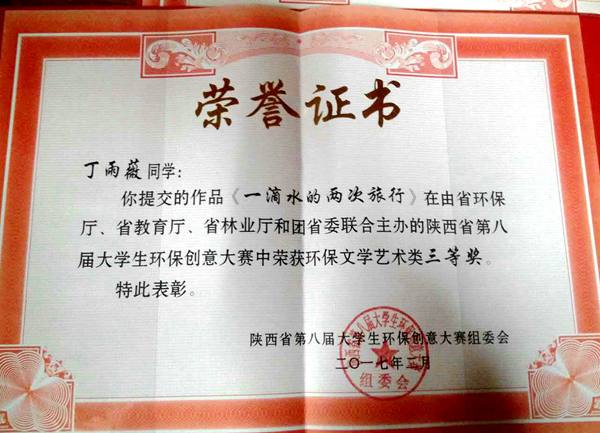 荣誉证书
丁雨薇同学：
你提交的作品《一滴水的两次旅行》在由省环保
厅、省教育厅、省林业厅和团省委联合主办的陕西省第八
届大学生环保创意大赛中荣获环保文学艺术类三等奖。
特此表彰。
陕西省第八届大学生环保创意大赛组委会
二〇一七年 月
组委会